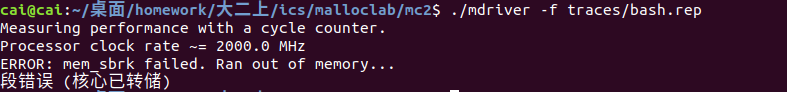 cai@cai:~/桌面/homework/大二上/ics/malloclab/mc2$ ./mdriver -f traces/bash.rep
Measuring performance with a cycle counter.
Processor clock rate ~= 2000.0 MHz
ERROR: mem_sbrk failed. Ran out of memory...
段错误 (核心已转储)